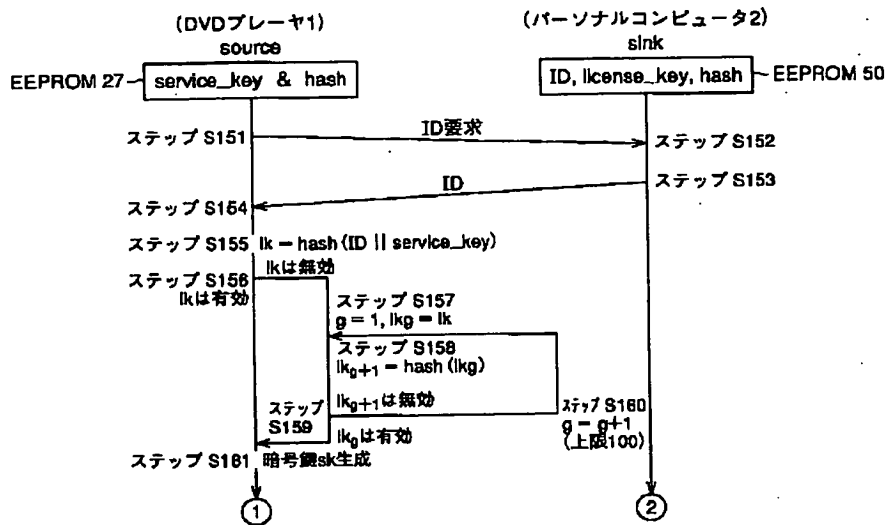 (DVDプレーヤ1)
source
(パーソナルコンピュータ2)
sink
EEPROM 27
service_key & hash
ID, license_key, hash
EEPROM 50
ステップ S151
ID要求
ステップ S152
ID
ステップ S153
ステップ S154
ステップ S155 lk = hash (ID || service_key)
ステップ S156
lkは無効
lkは有効
ステップ S157
g = 1, lkg = lk
ステップ S158
lkg+1 = hash (lkg)
lkg+1は無効
ステップ
S159
ステップ S160
g = g+1
(上限100)
lkgは有効
ステップ S161 暗号鍵sk生成
1
2